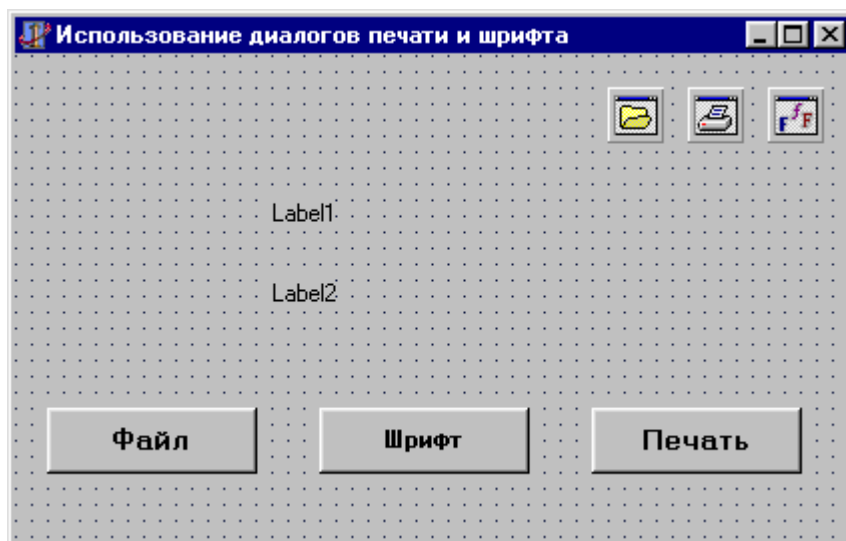 Использование диалогов печати и шрифта
F f F
Label1
Label2
Файл
Шрифт
Печать